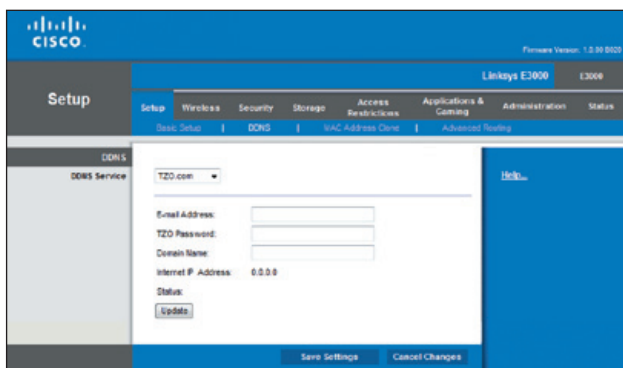 CISCO
Firmware Version: 1.0.00 B020
Linksys E3000
E3000
Setup
Setup
Wireless
Security
Storage
Access Restrictions
Applications & Gaming
Administration
Status
Basic Setup | DDNS | MAC Address Clone | Advanced Routing
DDNS
DDNS Service
TZO.com
Help...
E-mail Address:
TZO Password:
Domain Name:
Internet IP Address: 0.0.0.0
Status:
Update
Save Settings
Cancel Changes